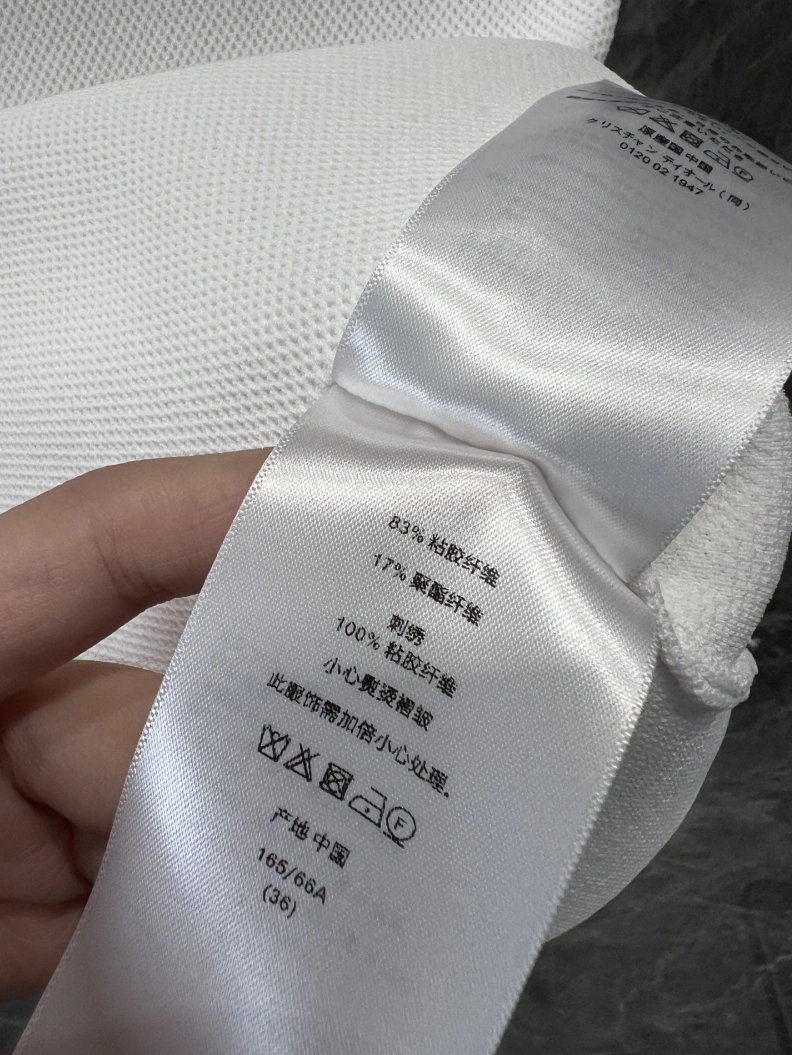 原産国 中国
クリスチャン ディオール (同)
0120 02 1947
83% 粘胶纤维
17% 聚酯纤维
刺绣
100% 粘胶纤维
小心熨烫褶皱
此服饰需加倍小心处理。
F
产地 中国
165/66A
(36)